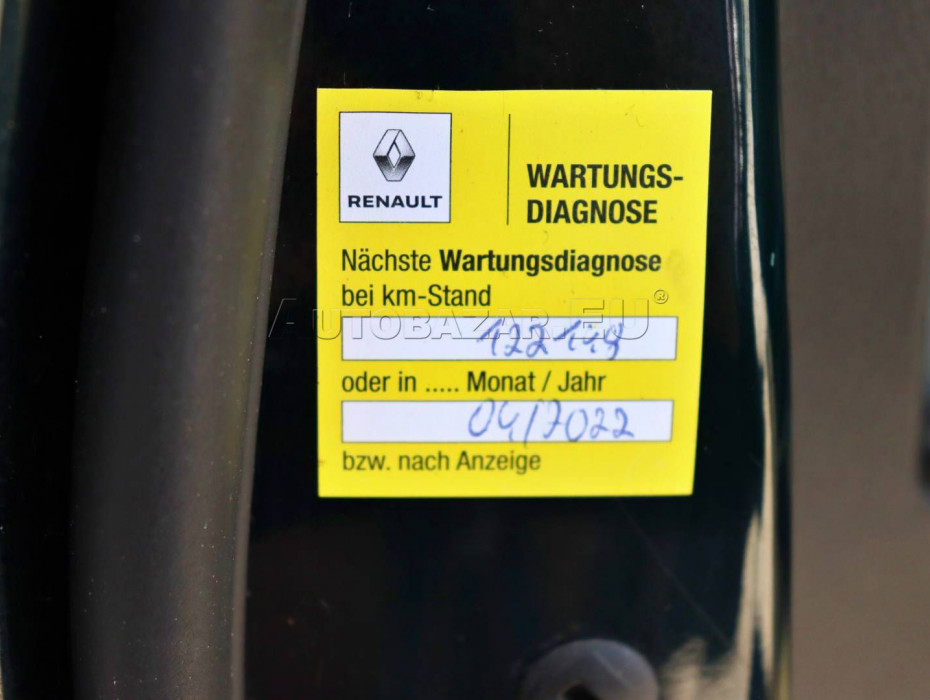 RENAULT
WARTUNGS-
DIAGNOSE
Nächste Wartungsdiagnose
bei km-Stand
AUTOBAZAR.EU®
oder in ..... Monat / Jahr
04/2022
bzw. nach Anzeige